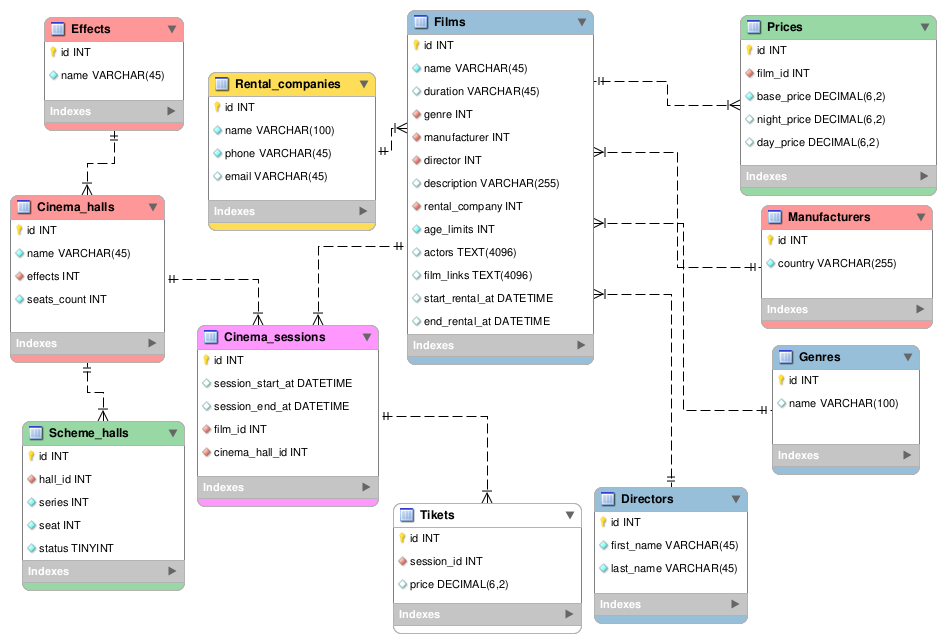 Effects
id INT
name VARCHAR(45)
Indexes
Rental_companies
id INT
name VARCHAR(100)
phone VARCHAR(45)
email VARCHAR(45)
Indexes
Films
id INT
name VARCHAR(45)
duration VARCHAR(45)
genre INT
manufacturer INT
director INT
description VARCHAR(255)
rental_company INT
age_limits INT
actors TEXT(4096)
film_links TEXT(4096)
start_rental_at DATETIME
end_rental_at DATETIME
Indexes
Prices
id INT
film_id INT
base_price DECIMAL(6,2)
night_price DECIMAL(6,2)
day_price DECIMAL(6,2)
Indexes
Cinema_halls
id INT
name VARCHAR(45)
effects INT
seats_count INT
Indexes
Manufacturers
id INT
country VARCHAR(255)
Indexes
Cinema_sessions
id INT
session_start_at DATETIME
session_end_at DATETIME
film_id INT
cinema_hall_id INT
Indexes
Genres
id INT
name VARCHAR(100)
Indexes
Scheme_halls
id INT
hall_id INT
series INT
seat INT
status TINYINT
Indexes
Tikets
id INT
session_id INT
price DECIMAL(6,2)
Indexes
Directors
id INT
first_name VARCHAR(45)
last_name VARCHAR(45)
Indexes